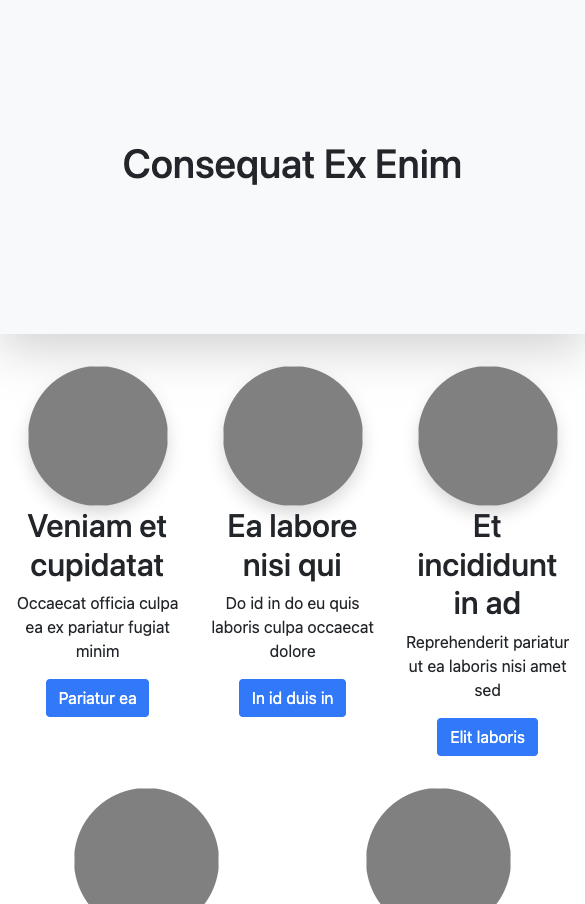 Consequat Ex Enim
Veniam et
cupidatat
Occaecat officia culpa
ea ex pariatur fugiat
minim
Pariatur ea
Ea labore
nisi qui
Do id in do eu quis
laboris culpa occaecat
dolore
In id duis in
Et
incididunt
in ad
Reprehenderit pariatur
ut ea laboris nisi amet
sed
Elit laboris